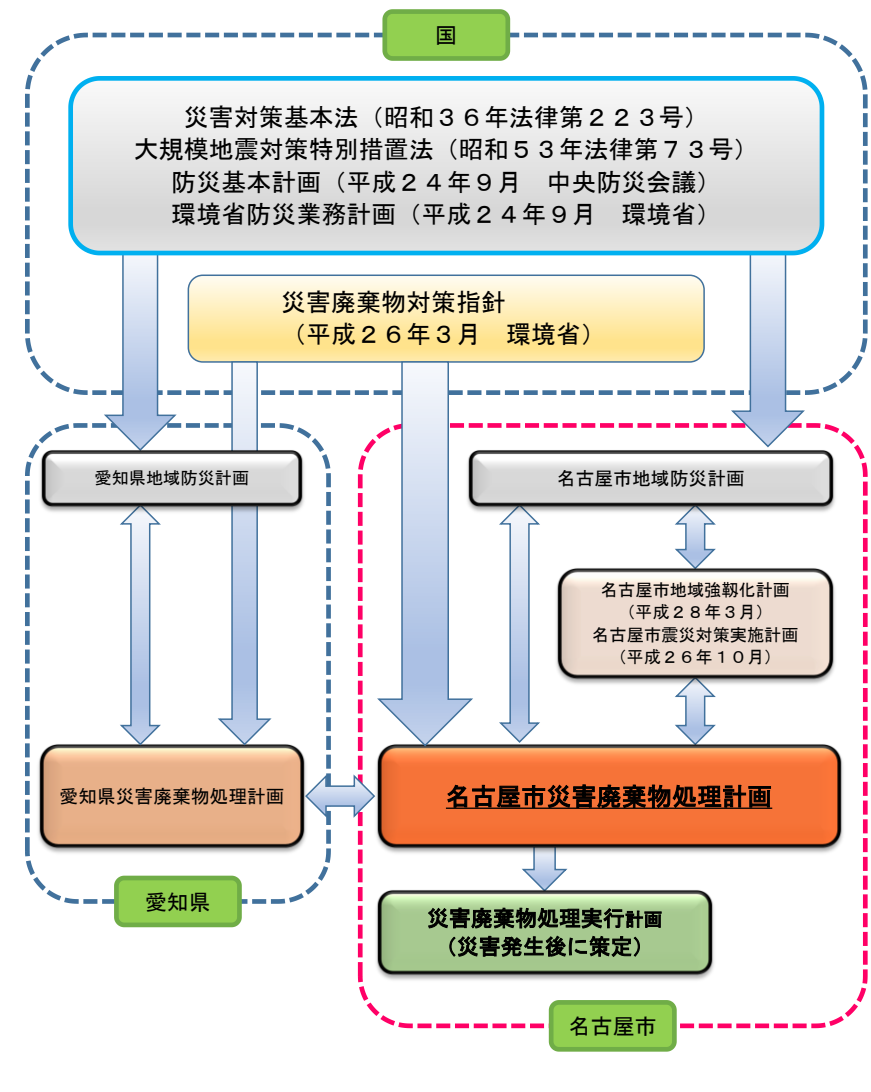 国
災害対策基本法（昭和３６年法律第２２３号）
大規模地震対策特別措置法（昭和５３年法律第７３号）
防災基本計画（平成２４年９月　中央防災会議）
環境省防災業務計画（平成２４年９月　環境省）
災害廃棄物対策指針
（平成２６年３月　環境省）
愛知県地域防災計画
名古屋市地域防災計画
名古屋市地域強靱化計画
（平成２８年３月）
名古屋市震災対策実施計画
（平成２６年１０月）
愛知県災害廃棄物処理計画
名古屋市災害廃棄物処理計画
災害廃棄物処理実行計画
（災害発生後に策定）
愛知県
名古屋市